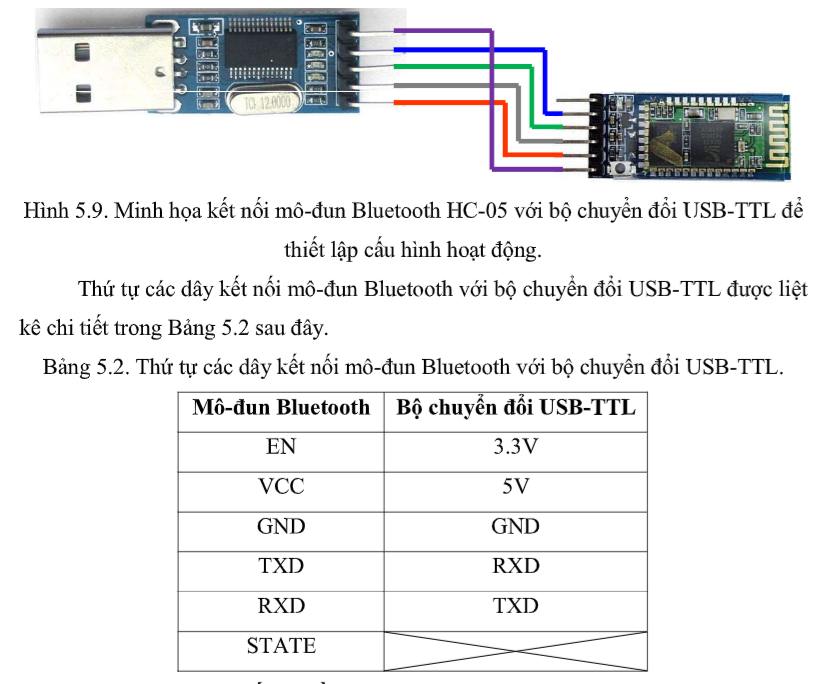 TCI 12.0000
Hình 5.9. Minh họa kết nối mô-đun Bluetooth HC-05 với bộ chuyển đổi USB-TTL để
thiết lập cấu hình hoạt động.
Thứ tự các dây kết nối mô-đun Bluetooth với bộ chuyển đổi USB-TTL được liệt
kê chi tiết trong Bảng 5.2 sau đây.
Bảng 5.2. Thứ tự các dây kết nối mô-đun Bluetooth với bộ chuyển đổi USB-TTL.
Mô-đun Bluetooth Bộ chuyển đổi USB-TTL
EN 3.3V
VCC 5V
GND GND
TXD RXD
RXD TXD
STATE